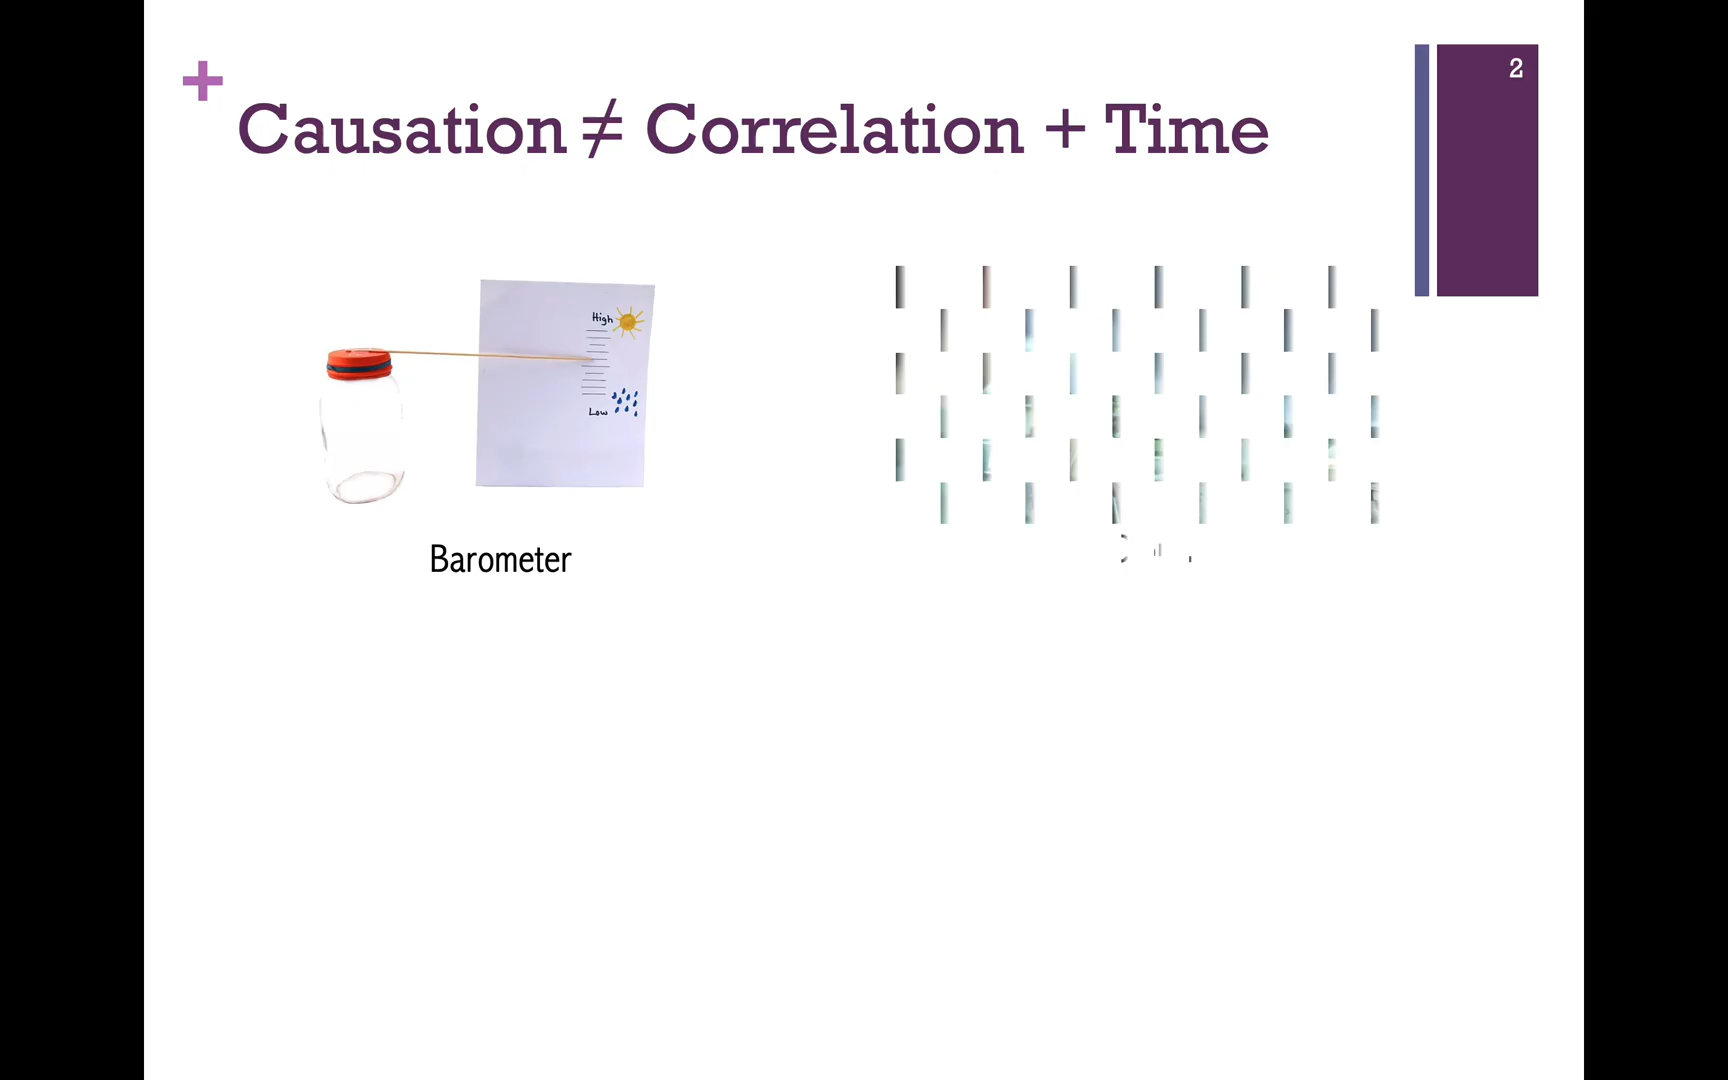 2
+
Causation ≠ Correlation + Time
High
Low
Barometer